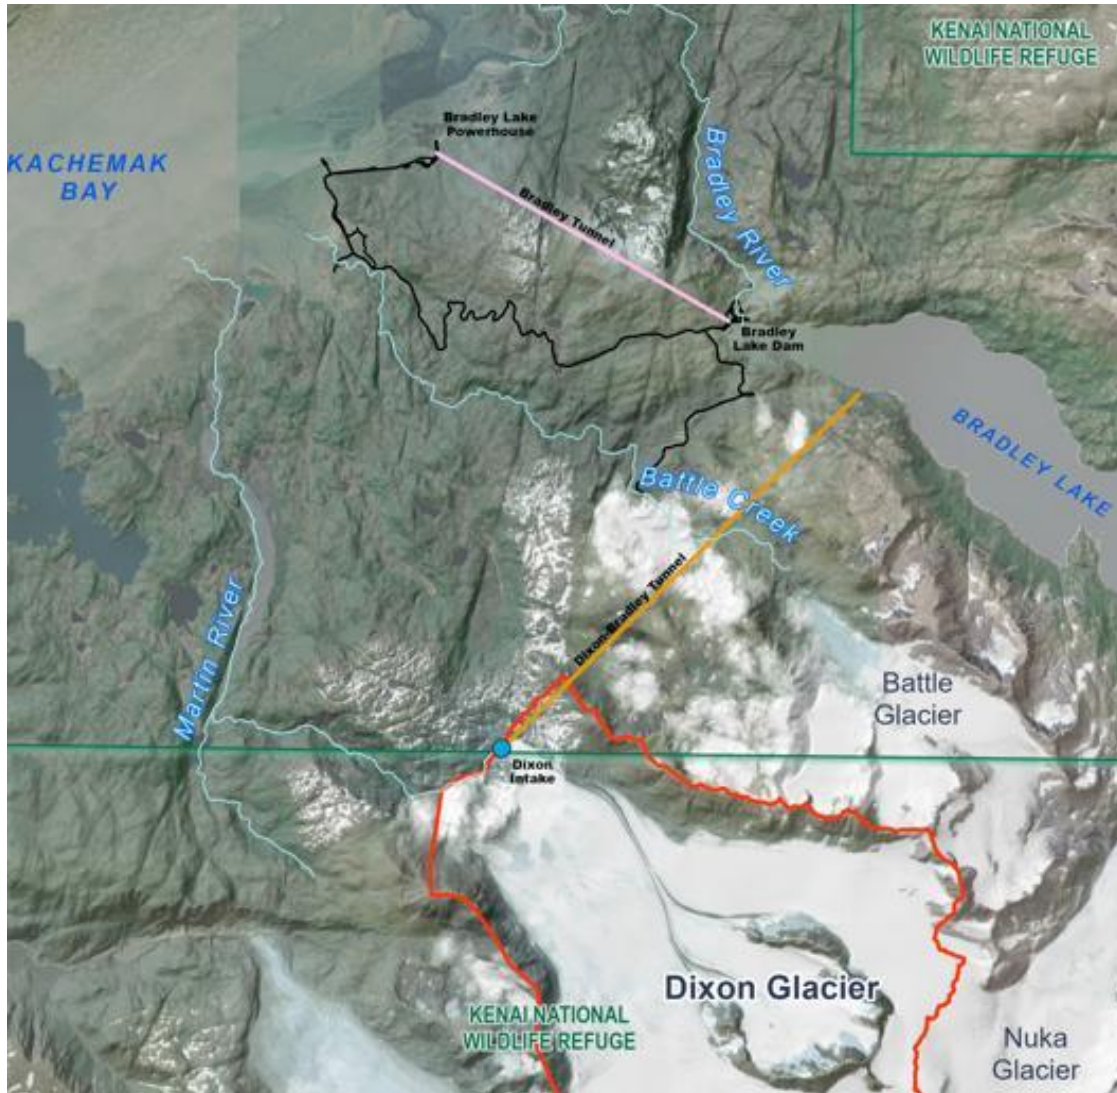 KENAI NATIONAL
WILDLIFE REFUGE
Bradley Lake
Powerhouse
KACHEMAK
BAY
Bradley River
Bradley Tunnel
Bradley
Lake Dam
BRADLEY LAKE
Battle Creek
Dixon-Bradley Tunnel
Martin River
Battle
Glacier
Dixon
Intake
Dixon Glacier
KENAI NATIONAL
WILDLIFE REFUGE
Nuka
Glacier